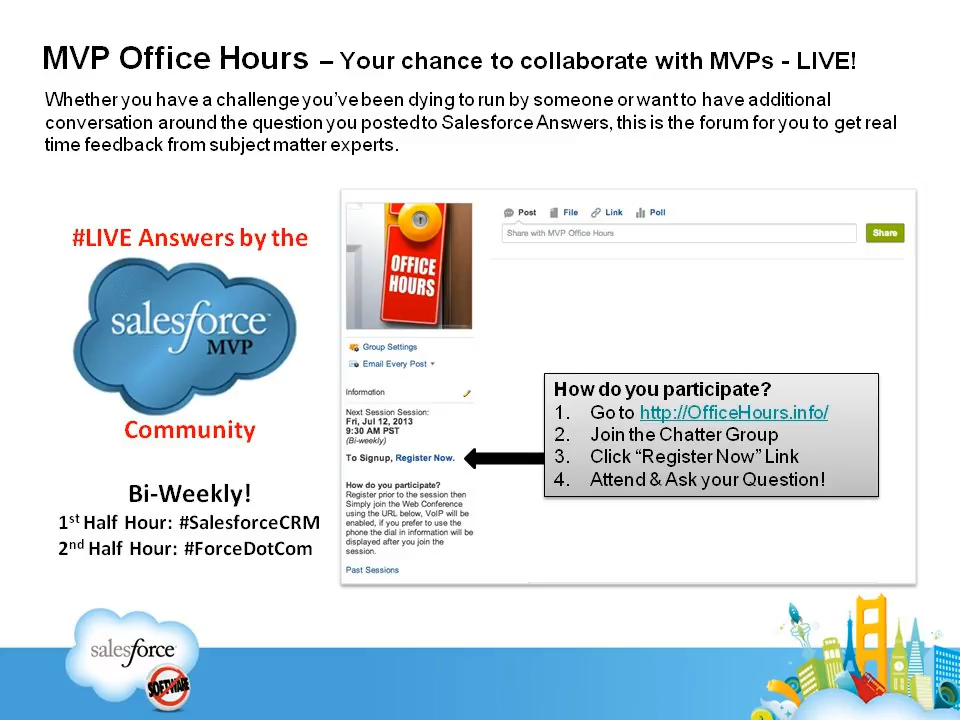 MVP Office Hours – Your chance to collaborate with MVPs - LIVE!
Whether you have a challenge you’ve been dying to run by someone or want to have additional
conversation around the question you posted to Salesforce Answers, this is the forum for you to get real
time feedback from subject matter experts.
#LIVE Answers by the
salesforce
MVP
Community
Bi-Weekly!
1st Half Hour: #SalesforceCRM
2nd Half Hour: #ForceDotCom
OFFICE
HOURS
Group Settings
Email Every Post
Information
Next Session Session:
Fri, Jul 12, 2013
9:30 AM PST
(Bi-weekly)
To Signup, Register Now.
How do you participate?
Register prior to the session then
Simply join the Web Conference
using the URL below, VoIP will be
enabled, if you prefer to use the
phone the dial in information will be
displayed after you join the
session.
Past Sessions
Post File Link Poll
Share with MVP Office Hours Share
How do you participate?
1. Go to http://OfficeHours.info/
2. Join the Chatter Group
3. Click “Register Now” Link
4. Attend & Ask your Question!
salesforce
SOFTWARE